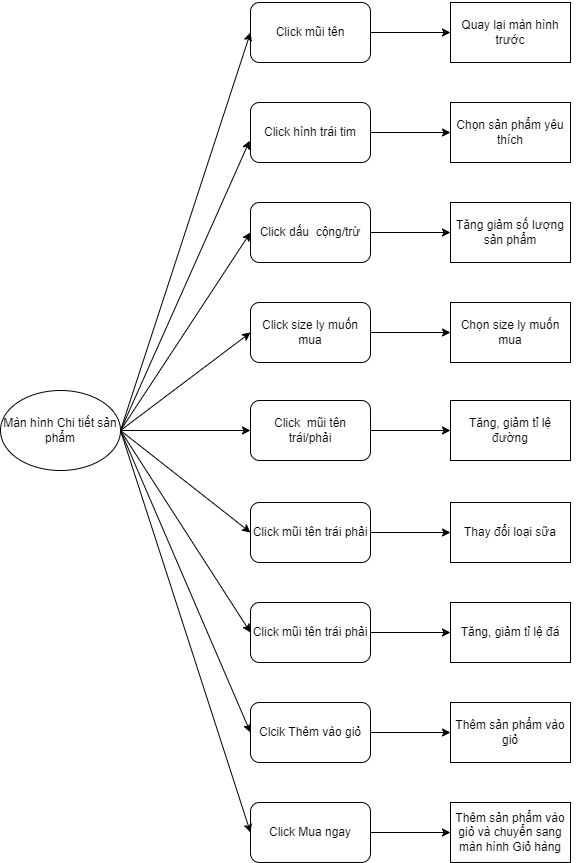 Click mũi tên
Quay lại màn hình
trước
Click hình trái tim
Chọn sản phẩm yêu
thích
Click dấu  cộng/trừ
Tăng giảm số lượng
sản phẩm
Click size ly muốn
mua
Chọn size ly muốn
mua
Màn hình Chi tiết sản
phẩm
Click  mũi tên
trái/phải
Tăng, giảm tỉ lệ
đường
Click mũi tên trái phải
Thay đổi loại sữa
Click mũi tên trái phải
Tăng, giảm tỉ lệ đá
Clcik Thêm vào giỏ
Thêm sản phẩm vào
giỏ
Click Mua ngay
Thêm sản phẩm vào
giỏ và chuyển sang
màn hình Giỏ hàng